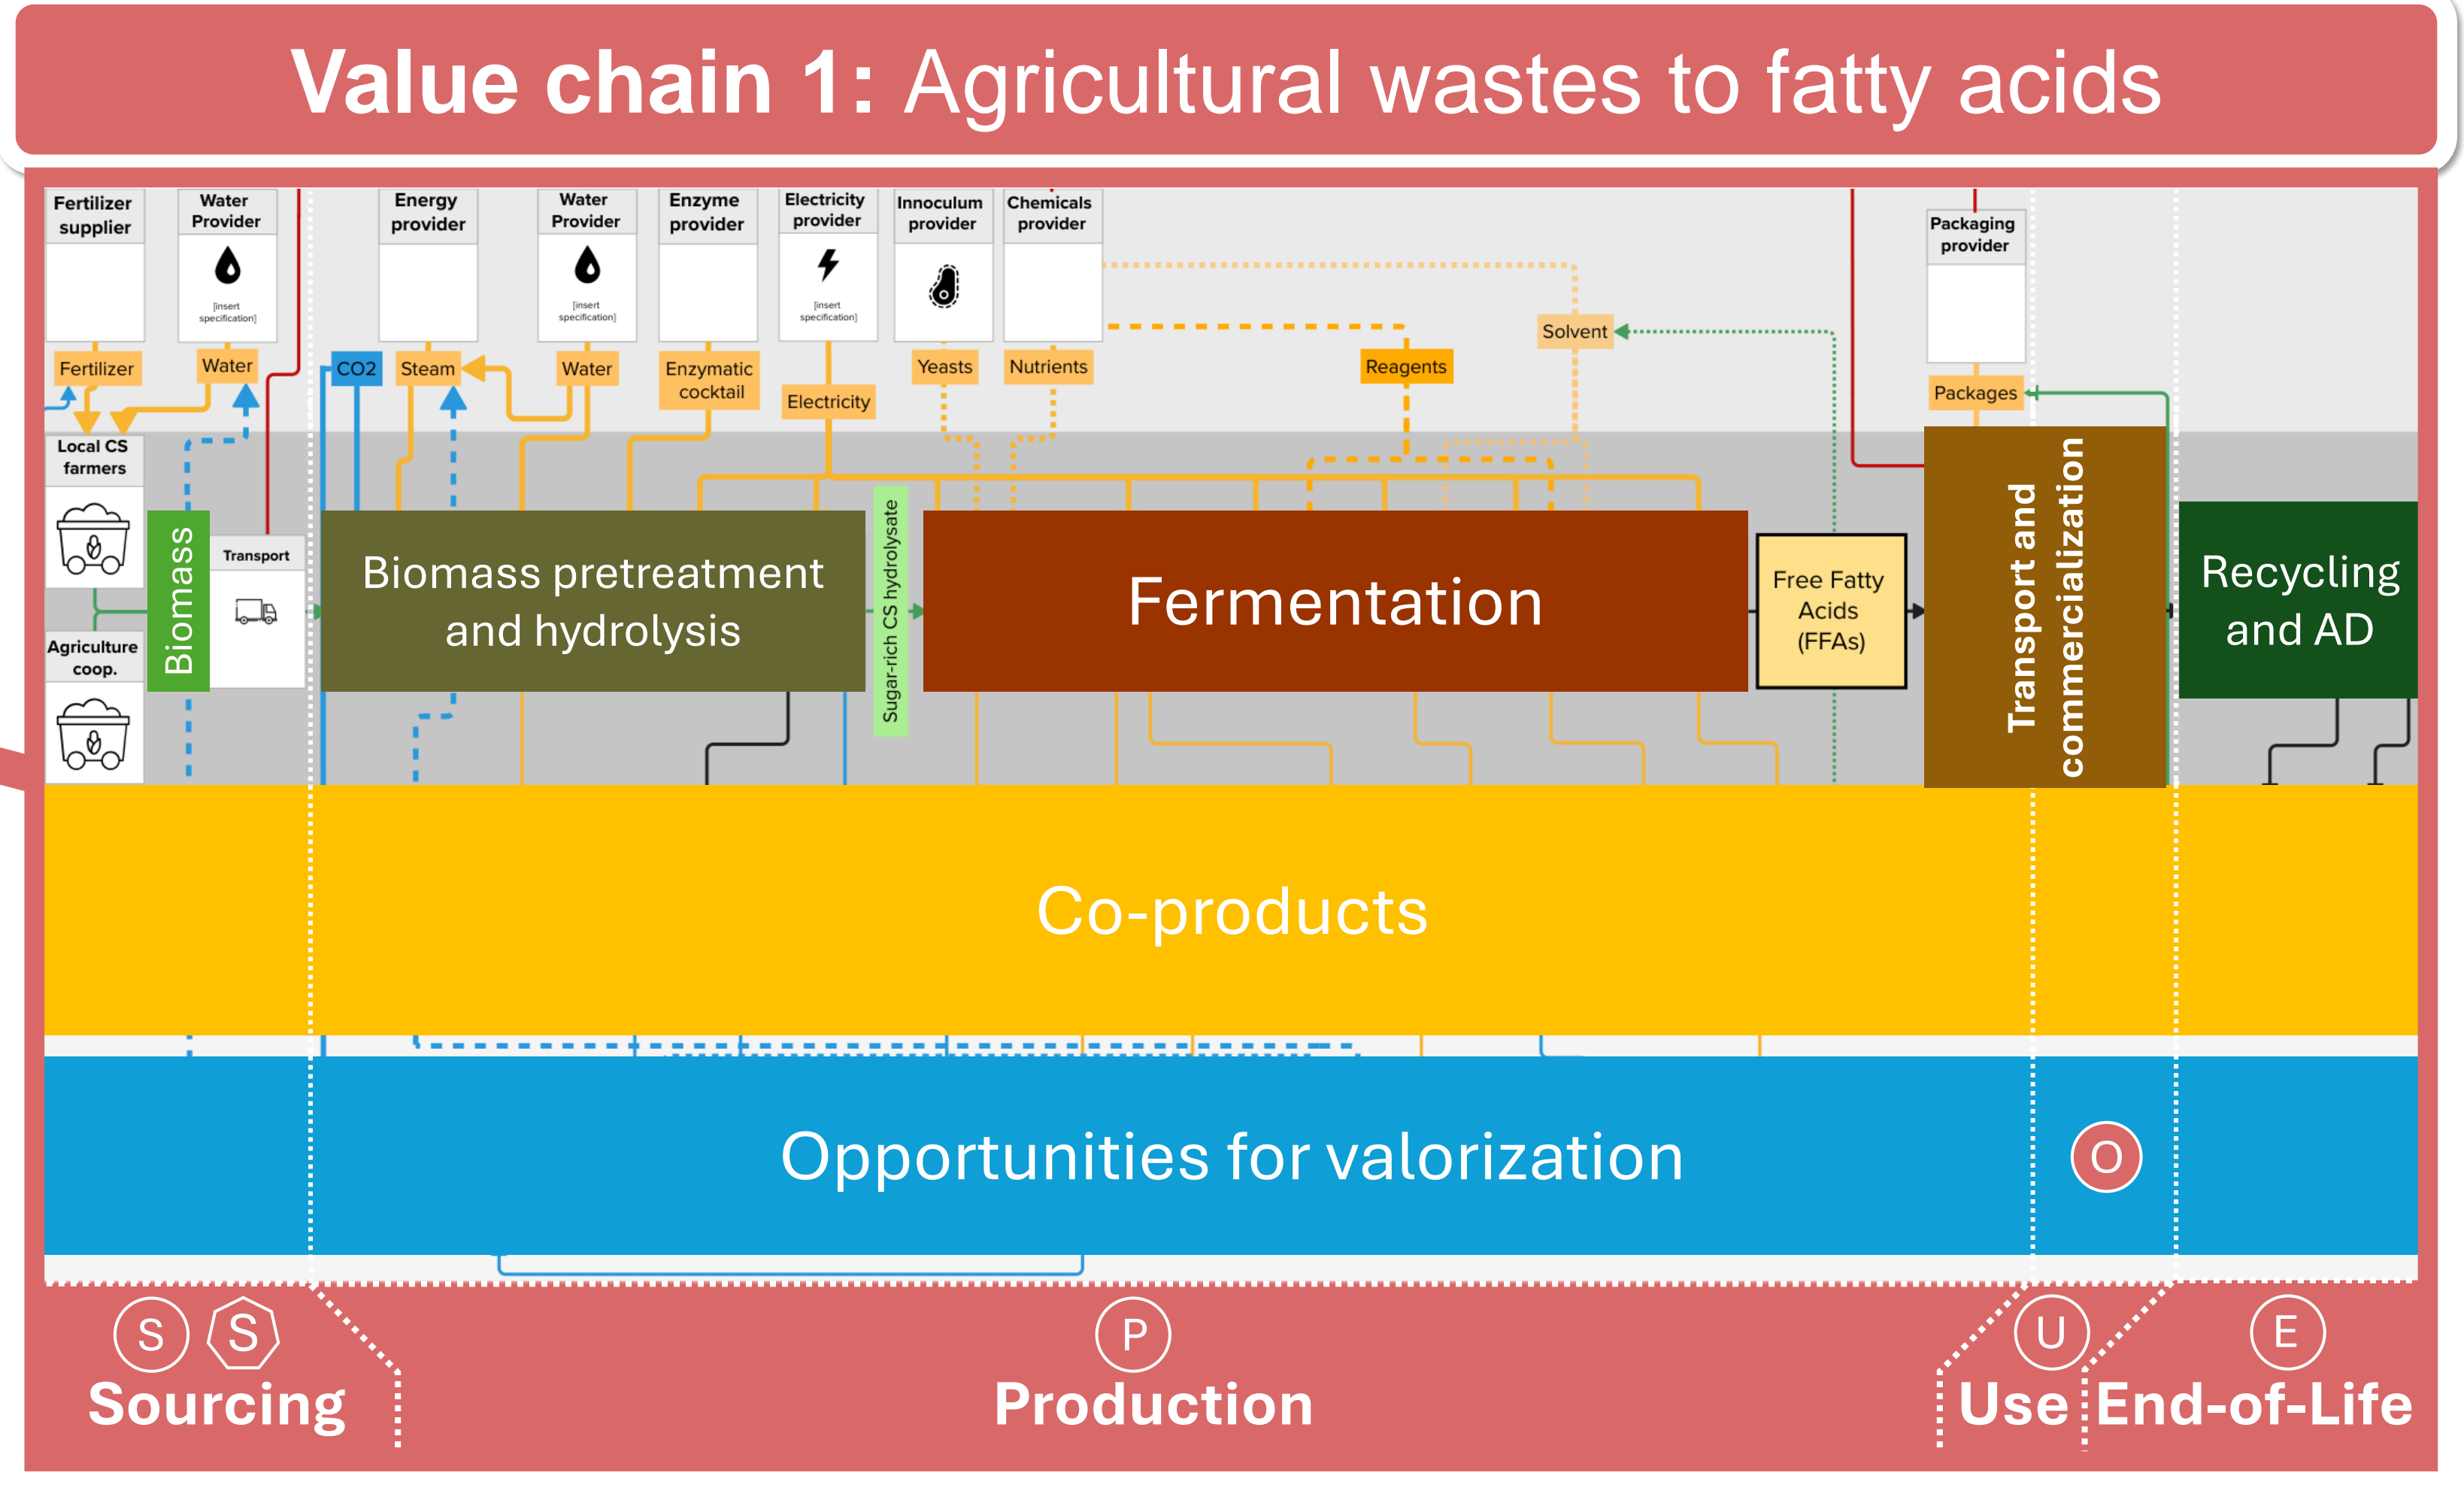 Value chain 1: Agricultural wastes to fatty acids
Fertilizer
supplier
Water
Provider
[insert
specification]
Energy
provider
Water
Provider
[insert
specification]
Enzyme
provider
Electricity
provider
[insert
specification]
Innoculum
provider
Chemicals
provider
Packaging
provider
Fertilizer
Water
CO2
Steam
Water
Enzymatic
cocktail
Electricity
Yeasts
Nutrients
Reagents
Solvent
Packages
Local CS
farmers
Agriculture
coop.
Biomass
Transport
Biomass pretreatment
and hydrolysis
Sugar-rich CS hydrolysate
Fermentation
Free Fatty
Acids
(FFAs)
Transport and
commercialization
Recycling
and AD
Co-products
Opportunities for valorization
O
S
S
Sourcing
P
Production
U
Use
E
End-of-Life